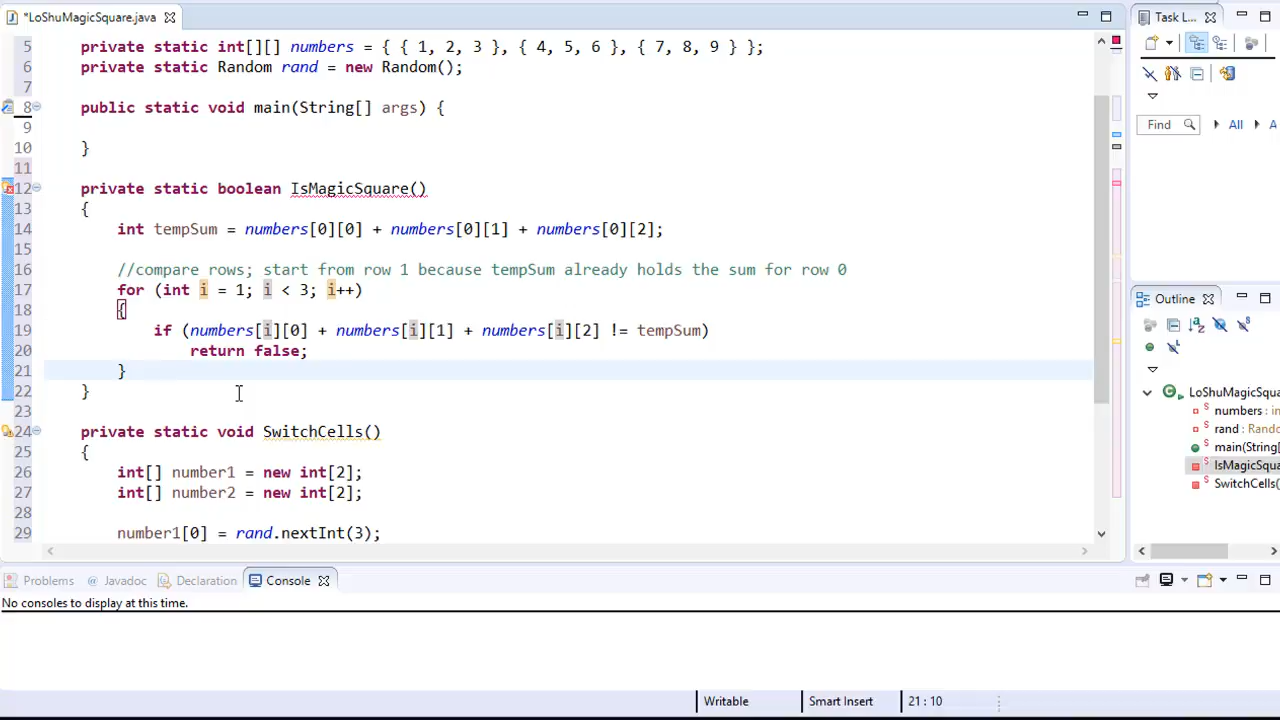 *LoShuMagicSquare.java
Task L...
5 private static int[][] numbers = { { 1, 2, 3 }, { 4, 5, 6 }, { 7, 8, 9 } };
6 private static Random rand = new Random();
7
8 public static void main(String[] args) {
9
10 }
11
12 private static boolean IsMagicSquare()
13 {
14 int tempSum = numbers[0][0] + numbers[0][1] + numbers[0][2];
15
16 //compare rows; start from row 1 because tempSum already holds the sum for row 0
17 for (int i = 1; i < 3; i++)
18 {
19 if (numbers[i][0] + numbers[i][1] + numbers[i][2] != tempSum)
20 return false;
21 }
22 }
23
24 private static void SwitchCells()
25 {
26 int[] number1 = new int[2];
27 int[] number2 = new int[2];
28
29 number1[0] = rand.nextInt(3);
Find All A
Outline
LoShuMagicSqua
numbers: in
rand: Rando
main(String[
IsMagicSqua
SwitchCells(
Problems @ Javadoc Declaration Console
No consoles to display at this time.
Writable Smart Insert 21 : 10